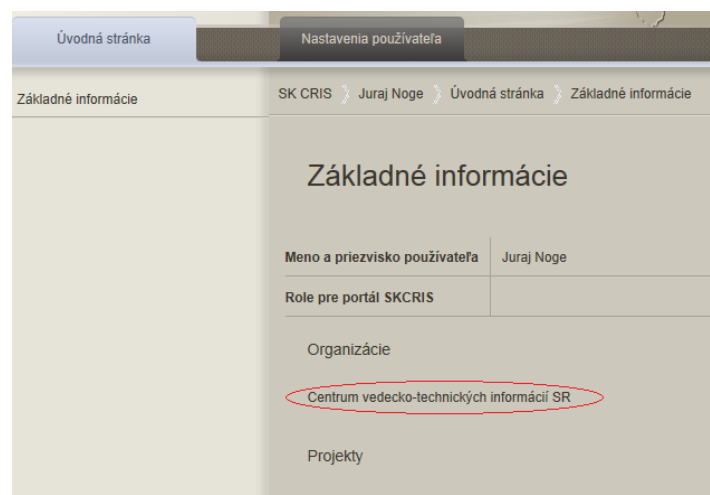 Úvodná stránka
Nastavenia používateľa
Základné informácie
SK CRIS 》 Juraj Noge 》 Úvodná stránka 》 Základné informácie
Základné informácie
Meno a priezvisko používateľa Juraj Noge
Role pre portál SKCRIS
Organizácie
Centrum vedecko-technických informácií SR
Projekty